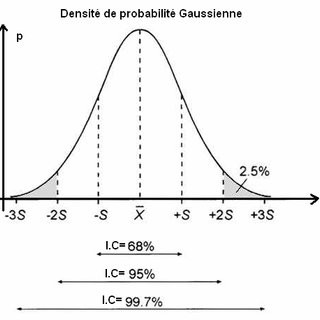 Densité de probabilité Gaussienne
p
2.5%
-3S -2S -S X̅ +S +2S +3S
I.C= 68%
I.C= 95%
I.C= 99.7%